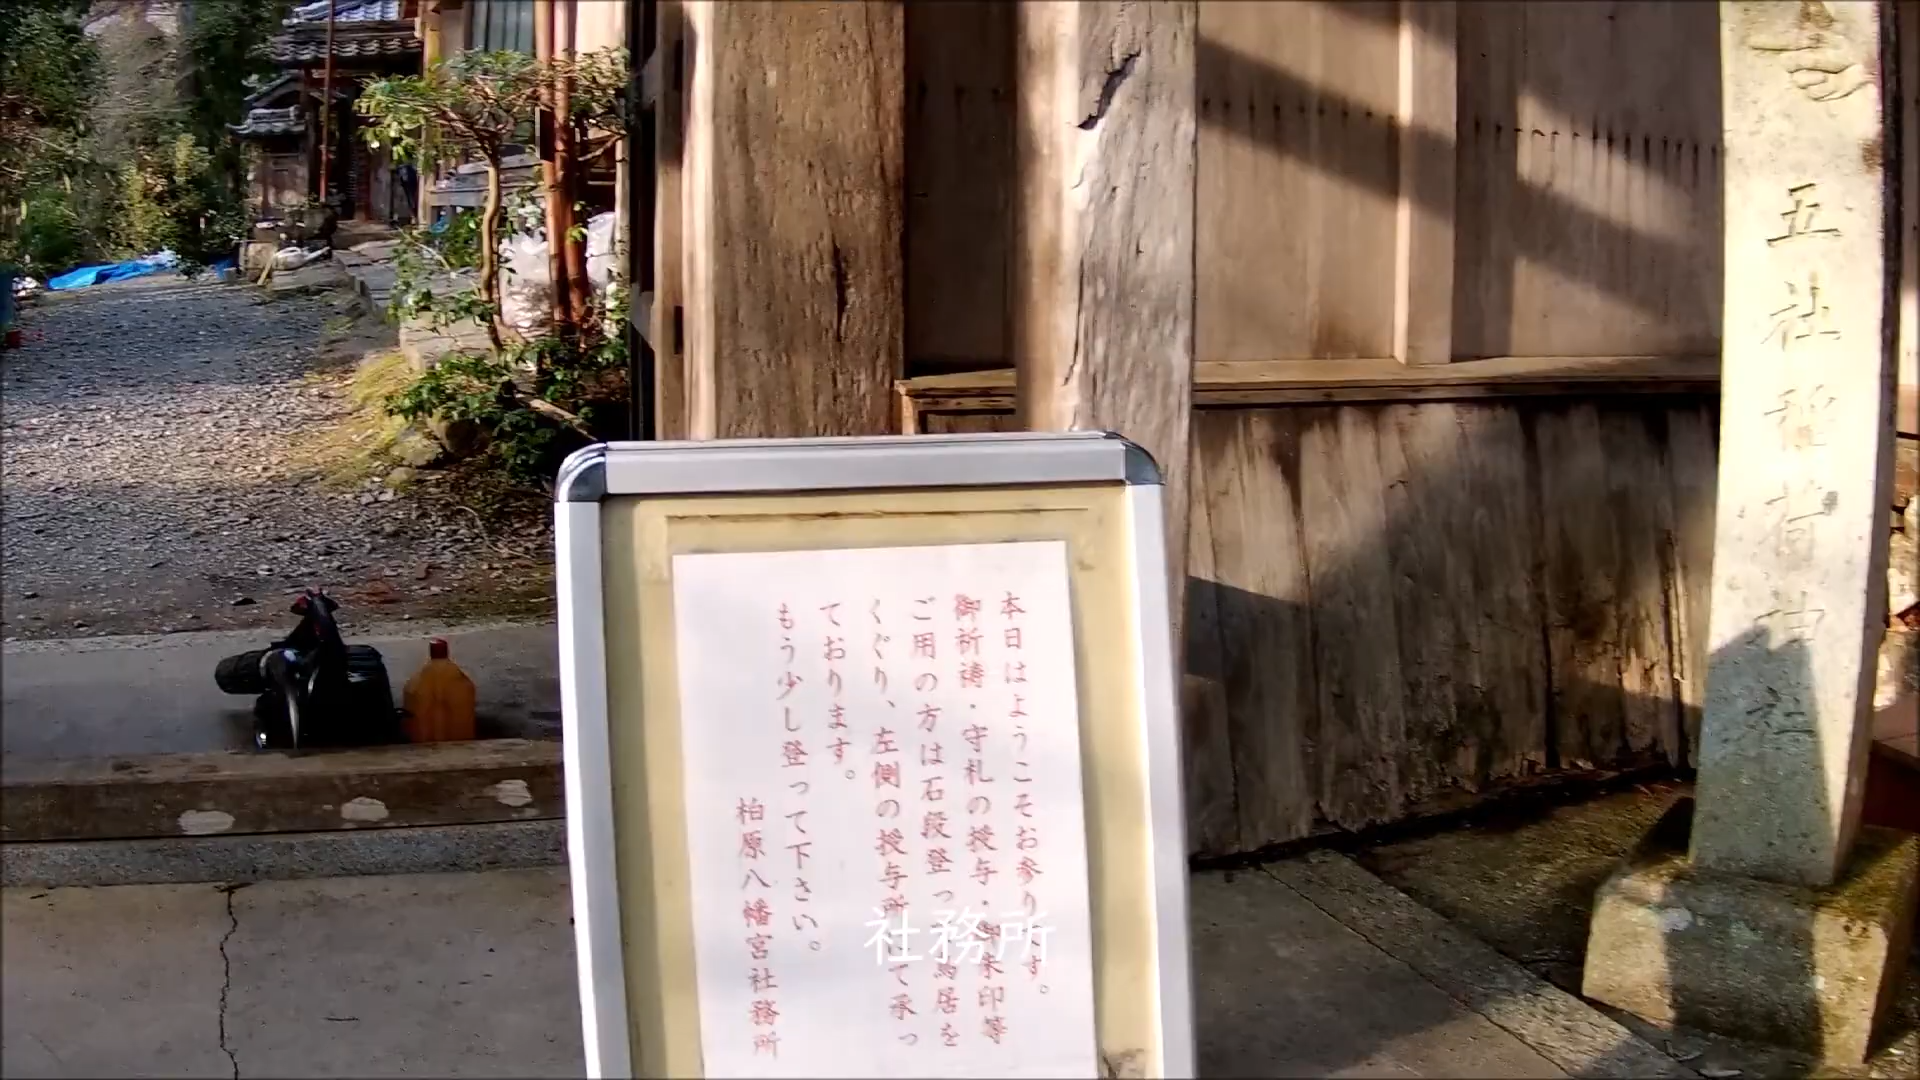 本日はようこそお参りです。
御祈祷・守札の授与・御朱印等
ご用の方は石段登っ鳥居を
くぐり、左側の授与所にて承っ
ております。
もう少し登って下さい。
柏原八幡宮社務所
社務所
五社稲荷神社